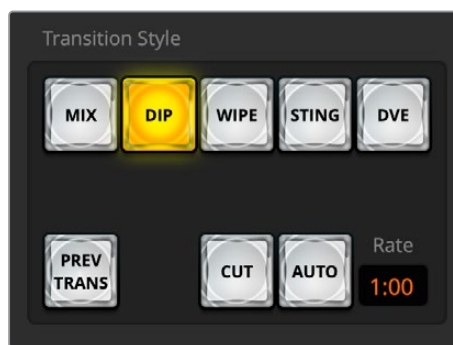 Transition Style
MIX DIP WIPE STING DVE
PREV
TRANS
CUT AUTO
Rate
1:00